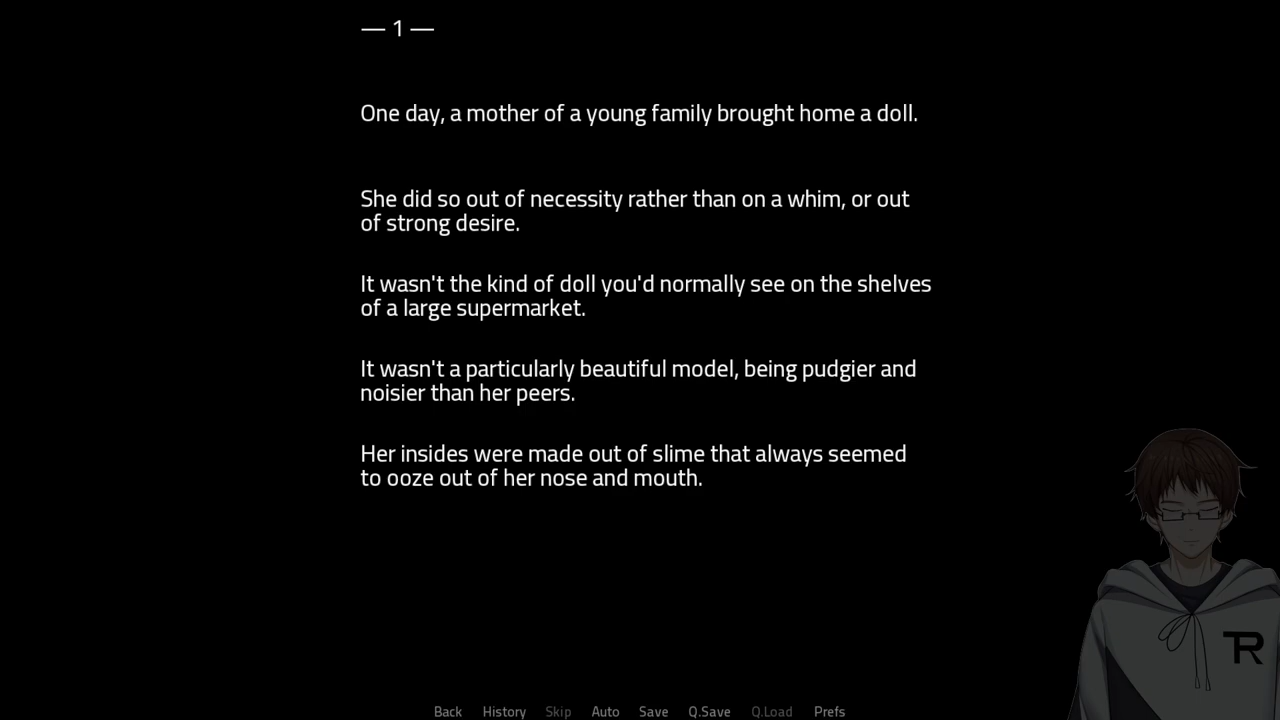 — 1 —
One day, a mother of a young family brought home a doll.
She did so out of necessity rather than on a whim, or out
of strong desire.
It wasn't the kind of doll you'd normally see on the shelves
of a large supermarket.
It wasn't a particularly beautiful model, being pudgier and
noisier than her peers.
Her insides were made out of slime that always seemed
to ooze out of her nose and mouth.
TR
Back History Skip Auto Save Q.Save Q.Load Prefs